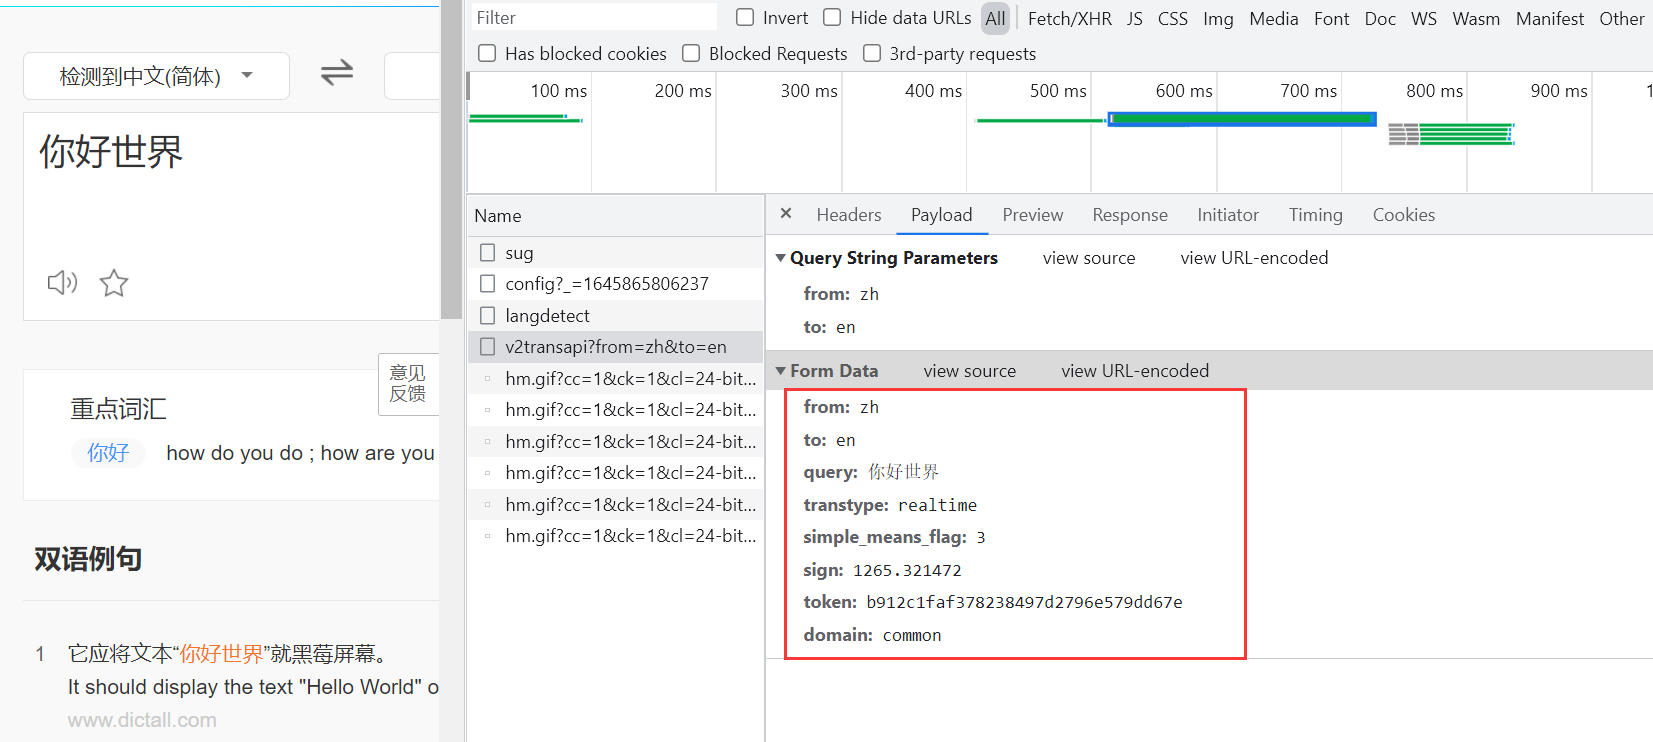 检测到中文(简体)
你好世界
意见
反馈
重点词汇
你好 how do you do ; how are you
双语例句
1 它应将文本“你好世界”就黑莓屏幕。
It should display the text "Hello World" o
www.dictall.com
Filter Invert Hide data URLs All Fetch/XHR JS CSS Img Media Font Doc WS Wasm Manifest Other
Has blocked cookies Blocked Requests 3rd-party requests
100 ms 200 ms 300 ms 400 ms 500 ms 600 ms 700 ms 800 ms 900 ms 1
Name
sug
config?_=1645865806237
langdetect
v2transapi?from=zh&to=en
hm.gif?cc=1&ck=1&cl=24-bit...
hm.gif?cc=1&ck=1&cl=24-bit...
hm.gif?cc=1&ck=1&cl=24-bit...
hm.gif?cc=1&ck=1&cl=24-bit...
hm.gif?cc=1&ck=1&cl=24-bit...
hm.gif?cc=1&ck=1&cl=24-bit...
× Headers Payload Preview Response Initiator Timing Cookies
Query String Parameters view source view URL-encoded
from: zh
to: en
Form Data view source view URL-encoded
from: zh
to: en
query: 你好世界
transtype: realtime
simple_means_flag: 3
sign: 1265.321472
token: b912c1faf378238497d2796e579dd67e
domain: common